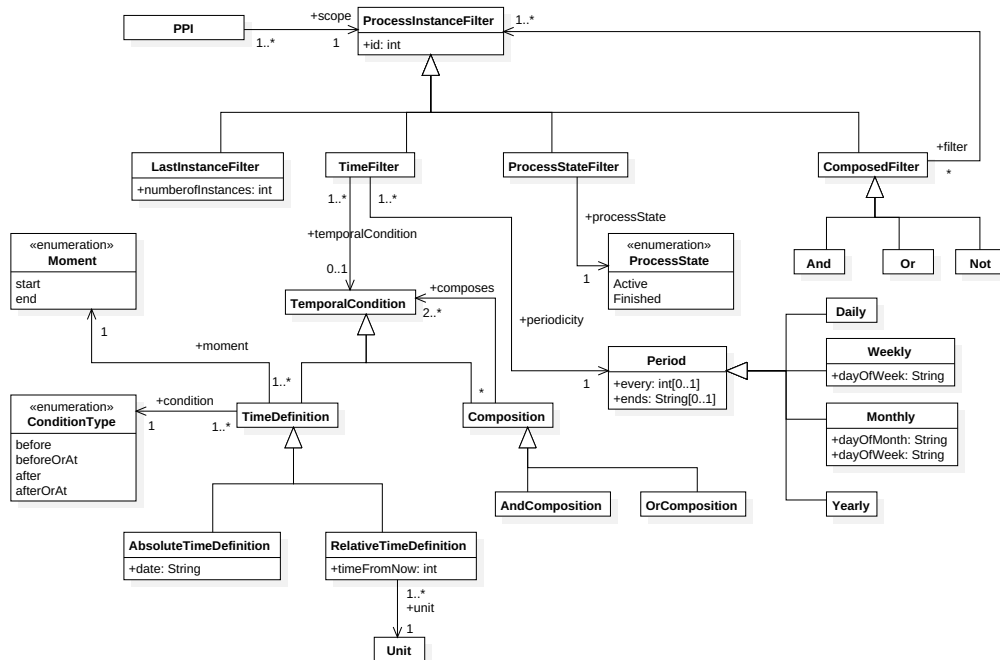 PPI
+scope
1..*
1
ProcessInstanceFilter
+id: int
1..*
+filter
*
LastInstanceFilter
+numberofInstances: int
TimeFilter
ProcessStateFilter
ComposedFilter
1..*
1..*
+temporalCondition
0..1
+processState
1
«enumeration»
Moment
start
end
«enumeration»
ProcessState
Active
Finished
And
Or
Not
TemporalCondition
+composes
2..*
+periodicity
1
1
+moment
1..*
Period
+every: int[0..1]
+ends: String[0..1]
Daily
Weekly
+dayOfWeek: String
Monthly
+dayOfMonth: String
+dayOfWeek: String
Yearly
«enumeration»
ConditionType
before
beforeOrAt
after
afterOrAt
+condition
1
1..*
TimeDefinition
*
Composition
AndComposition
OrComposition
AbsoluteTimeDefinition
+date: String
RelativeTimeDefinition
+timeFromNow: int
1..*
+unit
1
Unit